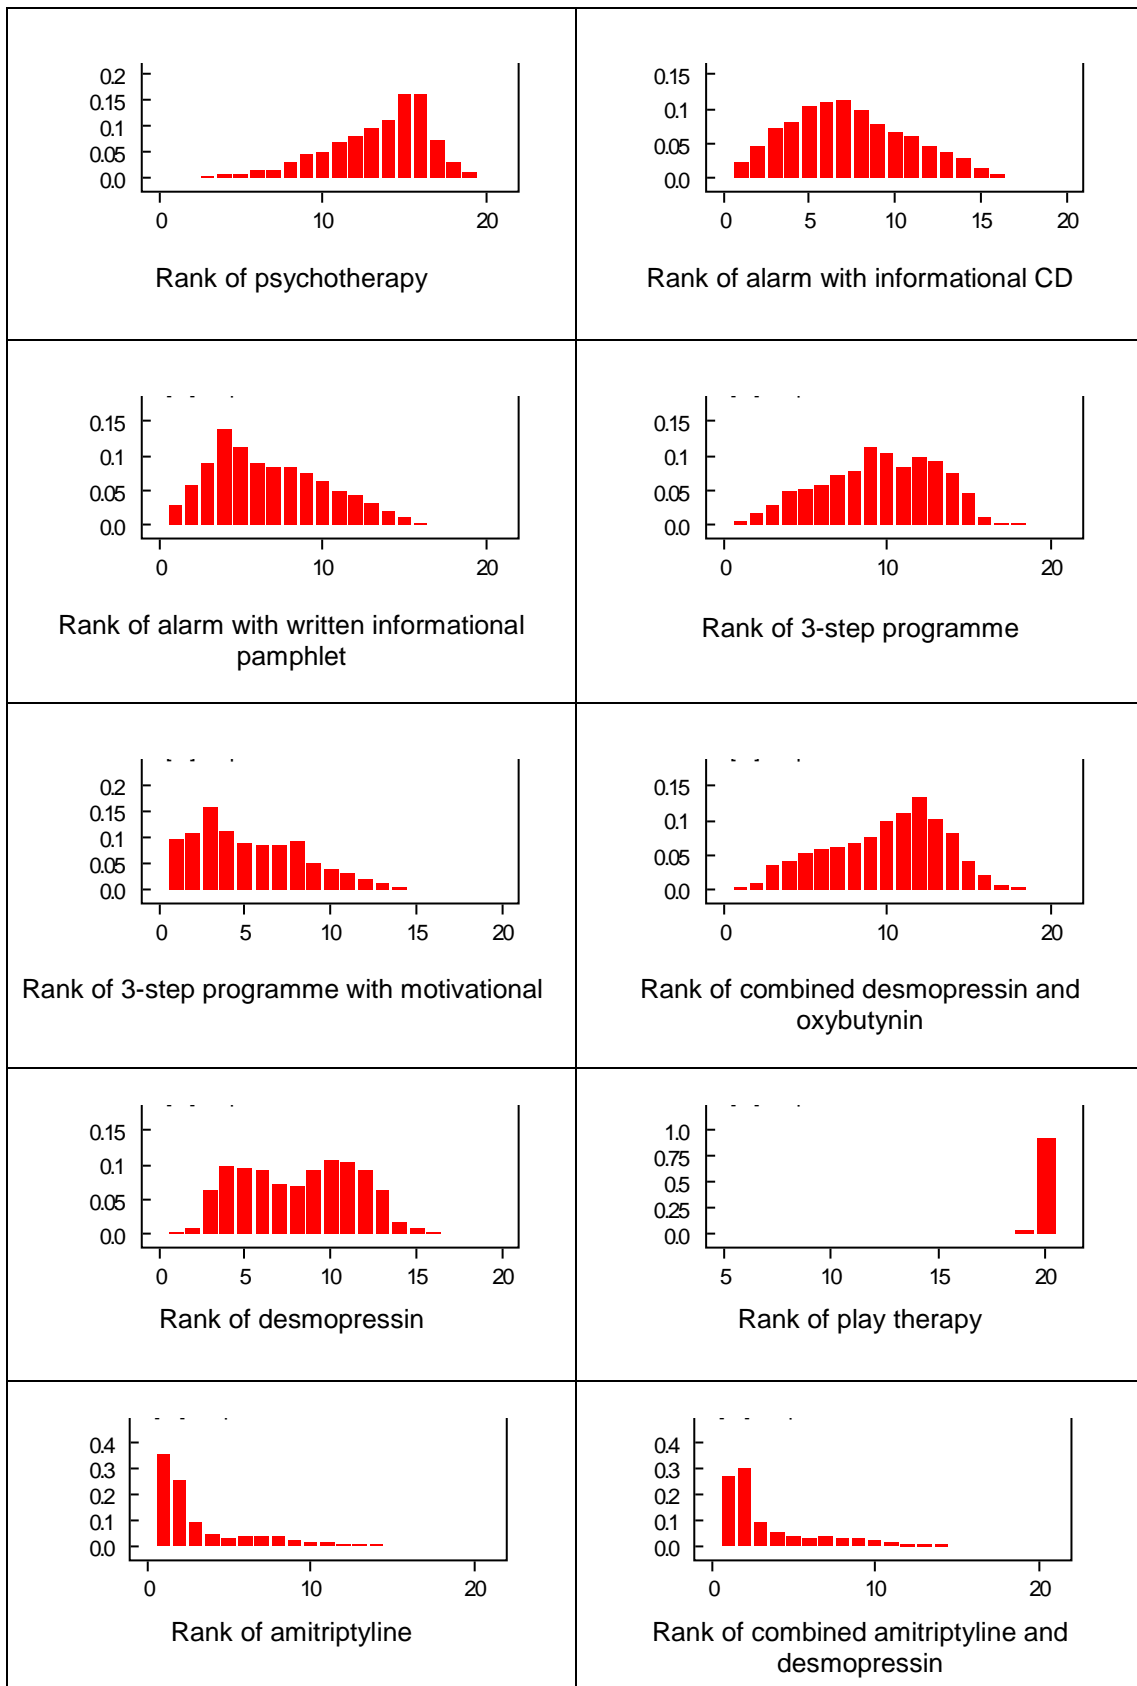 0.2
0.15
0.1
0.05
0.0
0 10 20
Rank of psychotherapy
0.15
0.1
0.05
0.0
0 5 10 15 20
Rank of alarm with informational CD
0.15
0.1
0.05
0.0
0 10 20
Rank of alarm with written informational
pamphlet
0.15
0.1
0.05
0.0
0 10 20
Rank of 3-step programme
0.2
0.15
0.1
0.05
0.0
0 5 10 15 20
Rank of 3-step programme with motivational
0.15
0.1
0.05
0.0
0 10 20
Rank of combined desmopressin and
oxybutynin
0.15
0.1
0.05
0.0
0 5 10 15 20
Rank of desmopressin
1.0
0.75
0.5
0.25
0.0
5 10 15 20
Rank of play therapy
0.4
0.3
0.2
0.1
0.0
0 10 20
Rank of amitriptyline
0.4
0.3
0.2
0.1
0.0
0 10 20
Rank of combined amitriptyline and
desmopressin